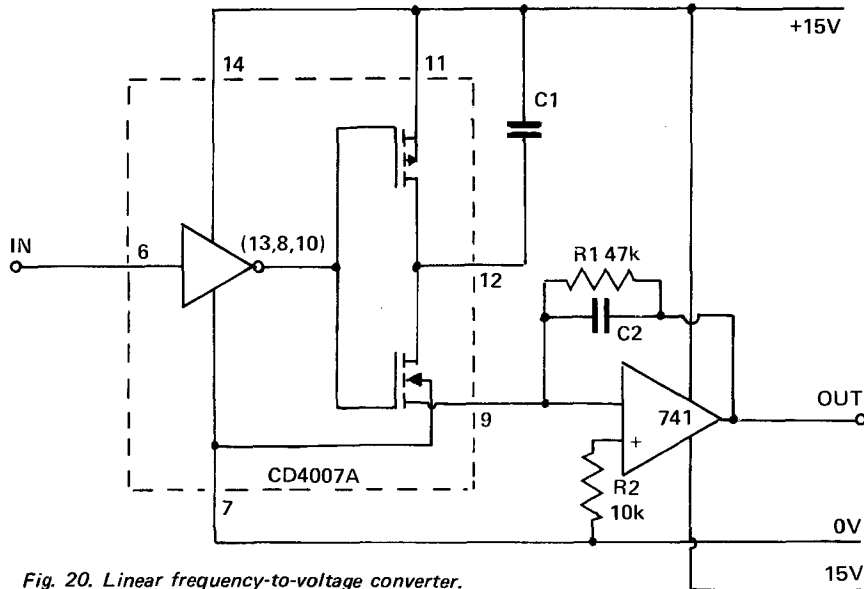 +15V
14
11
C1
IN
6
(13,8,10)
12
R1 47k
C2
741
+
OUT
9
CD4007A
R2
10k
7
0V
15V
Fig. 20. Linear frequency-to-voltage converter.